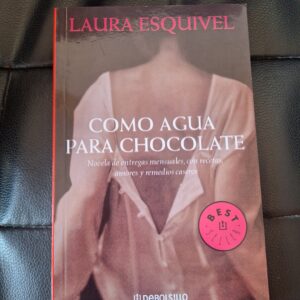 LAURA ESQUIVEL
COMO AGUA
PARA CHOCOLATE
Novela de entregas mensuales, con recetas,
amores y remedios caseros
BEST
SELLER
DEBOLSILLO